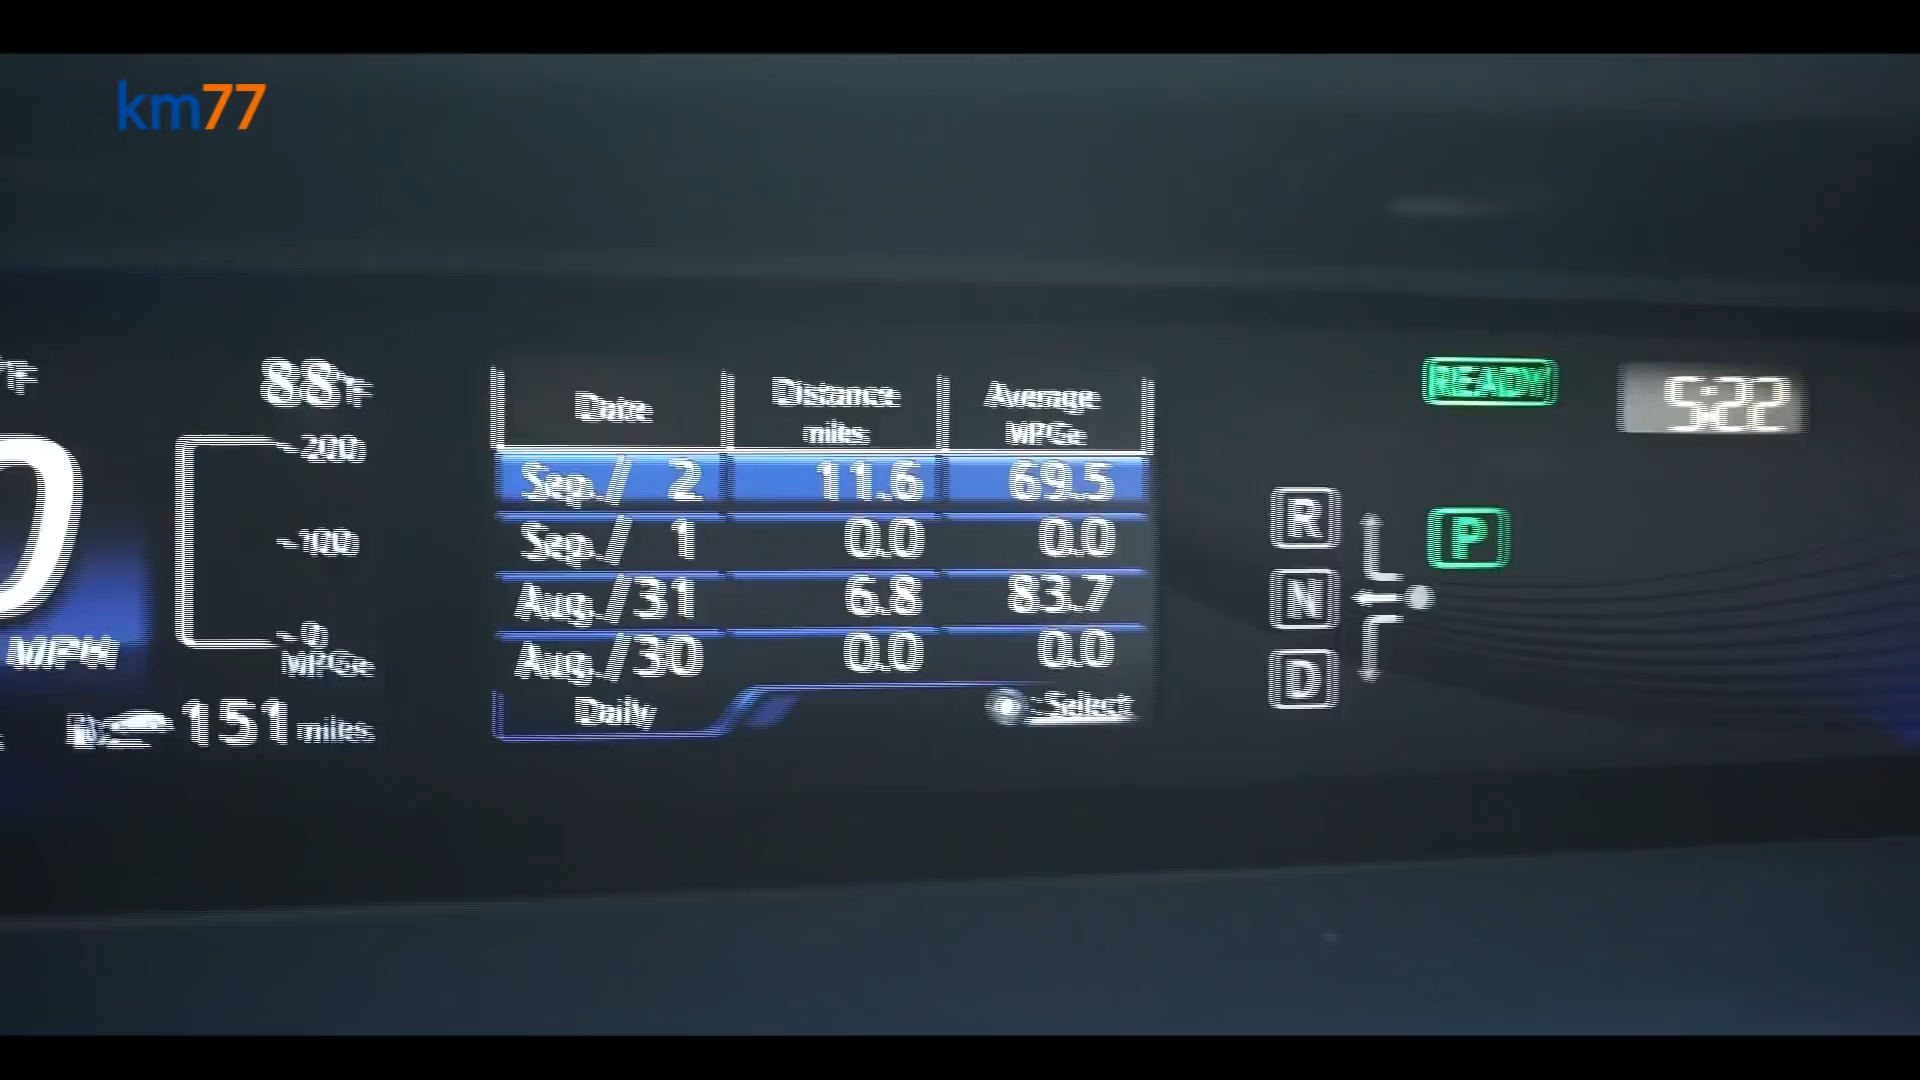 km77
°F
88°F
200
100
0
MPGe
0
MPH
151 miles
Date Distance miles Average MPGe
Sep./ 2 11.6 69.5
Sep./ 1 0.0 0.0
Aug./31 6.8 83.7
Aug./30 0.0 0.0
Daily :Select
READY
5:22
R
P
N
D